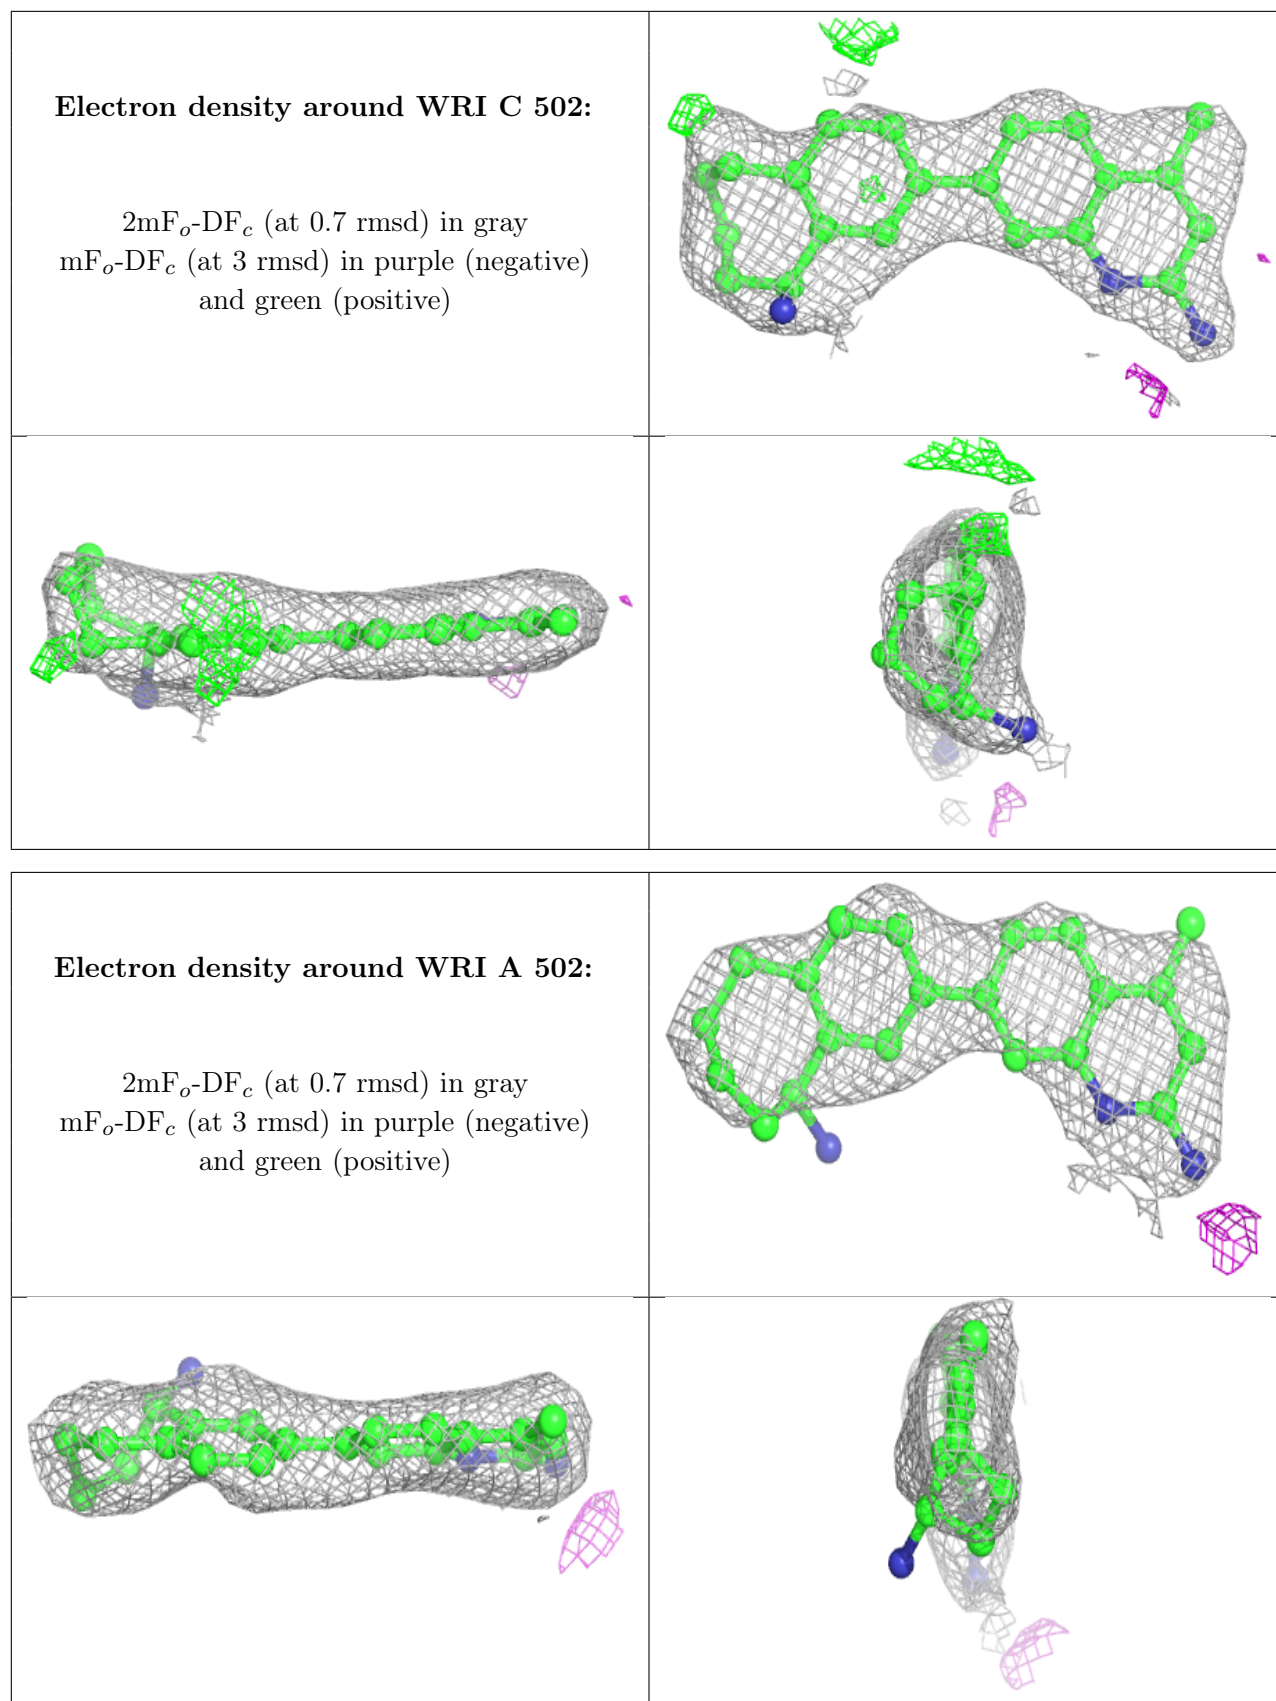 Electron density around WRI C 502:
2mFo-DFc (at 0.7 rmsd) in gray
mFo-DFc (at 3 rmsd) in purple (negative)
and green (positive)
Electron density around WRI A 502:
2mFo-DFc (at 0.7 rmsd) in gray
mFo-DFc (at 3 rmsd) in purple (negative)
and green (positive)